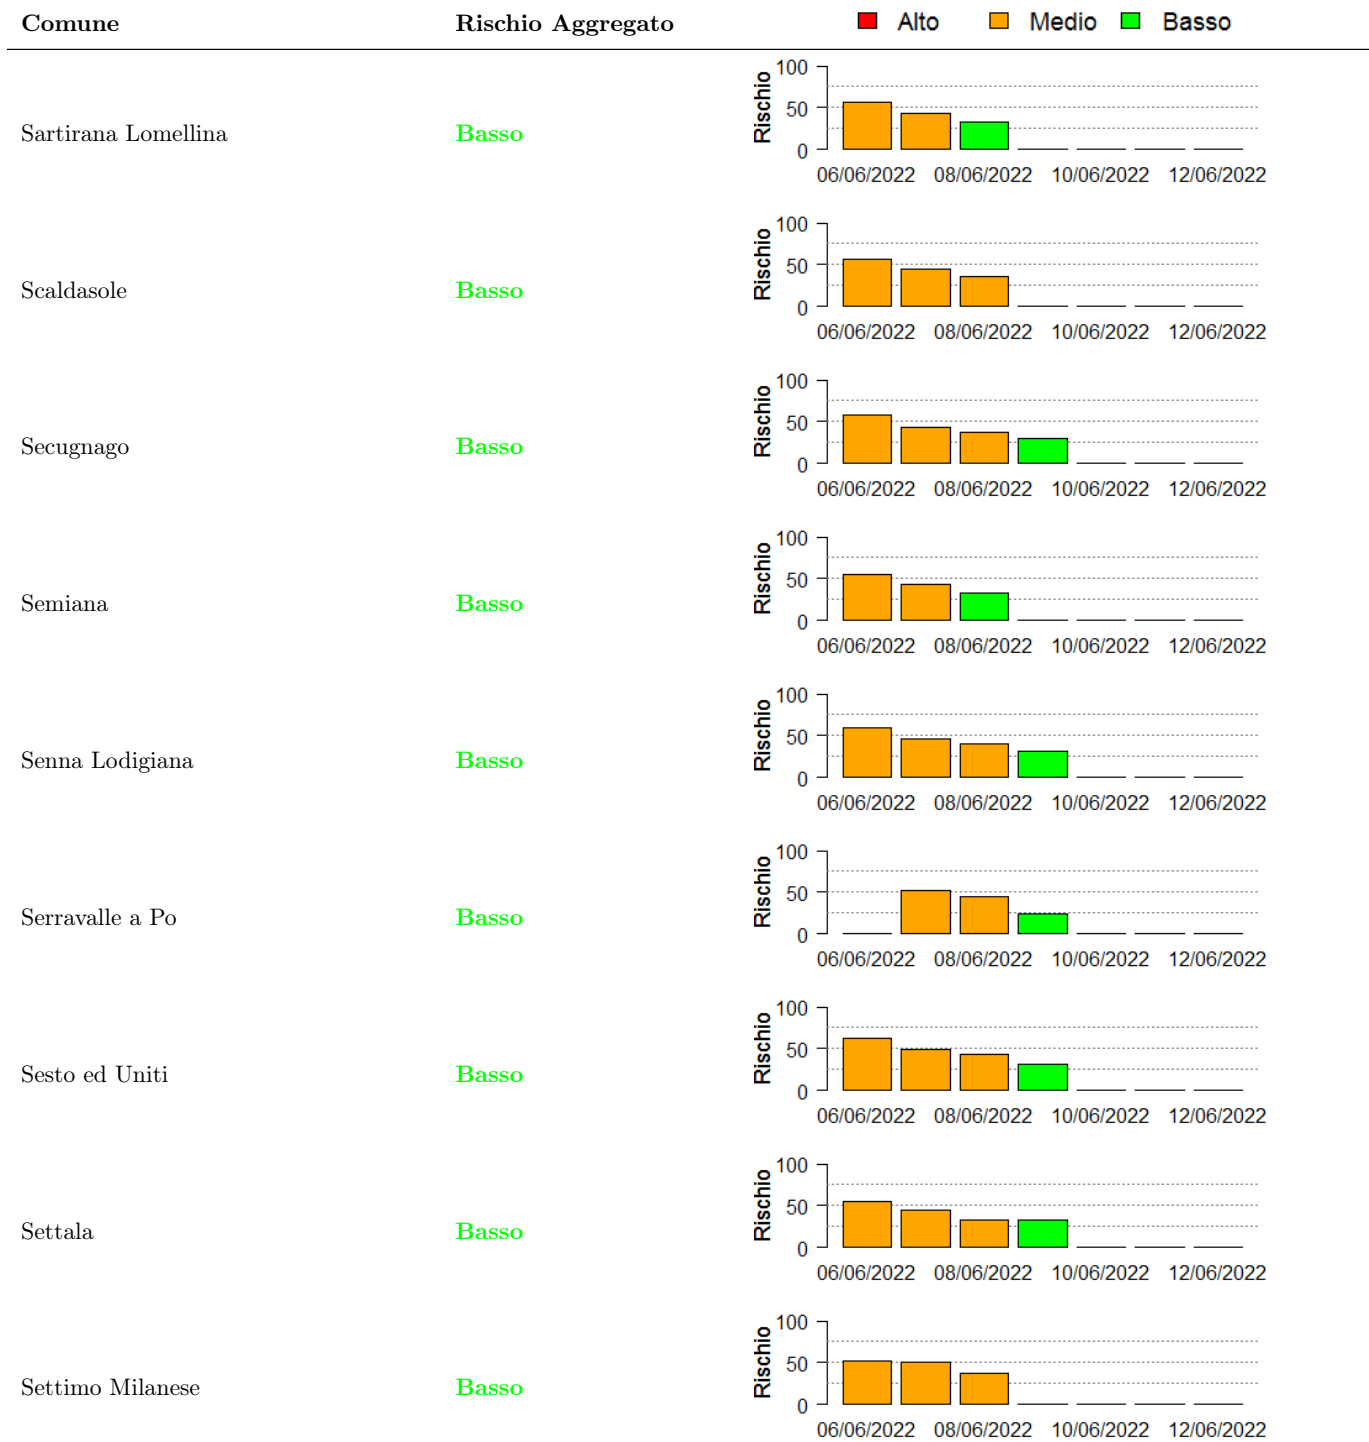 Comune Rischio Aggregato Alto Medio Basso
Sartirana Lomellina Basso Rischio 100 50 0
06/06/2022 08/06/2022 10/06/2022 12/06/2022
Scaldasole Basso Rischio 100 50 0
06/06/2022 08/06/2022 10/06/2022 12/06/2022
Secugnago Basso Rischio 100 50 0
06/06/2022 08/06/2022 10/06/2022 12/06/2022
Semiana Basso Rischio 100 50 0
06/06/2022 08/06/2022 10/06/2022 12/06/2022
Senna Lodigiana Basso Rischio 100 50 0
06/06/2022 08/06/2022 10/06/2022 12/06/2022
Serravalle a Po Basso Rischio 100 50 0
06/06/2022 08/06/2022 10/06/2022 12/06/2022
Sesto ed Uniti Basso Rischio 100 50 0
06/06/2022 08/06/2022 10/06/2022 12/06/2022
Settala Basso Rischio 100 50 0
06/06/2022 08/06/2022 10/06/2022 12/06/2022
Settimo Milanese Basso Rischio 100 50 0
06/06/2022 08/06/2022 10/06/2022 12/06/2022